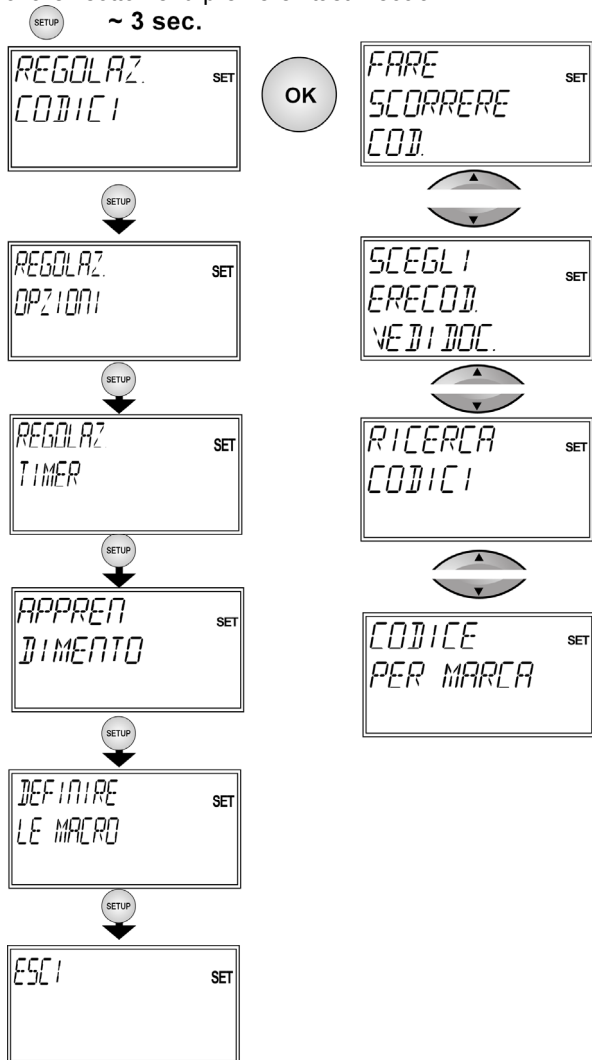 SETUP ~ 3 sec.
REGOLAZ. SET
CODICI
OK
FARE SET
SCORRERE
COD.
SETUP
REGOLAZ. SET
OPZIONI
SCEGLI SET
ERECOD.
VEDI DOC.
SETUP
REGOLAZ. SET
TIMER
RICERCA SET
CODICI
SETUP
APPREN SET
DIMENTO
CODICE SET
PER MARCA
SETUP
DEFINIRE SET
LE MACRO
SETUP
ESCI SET